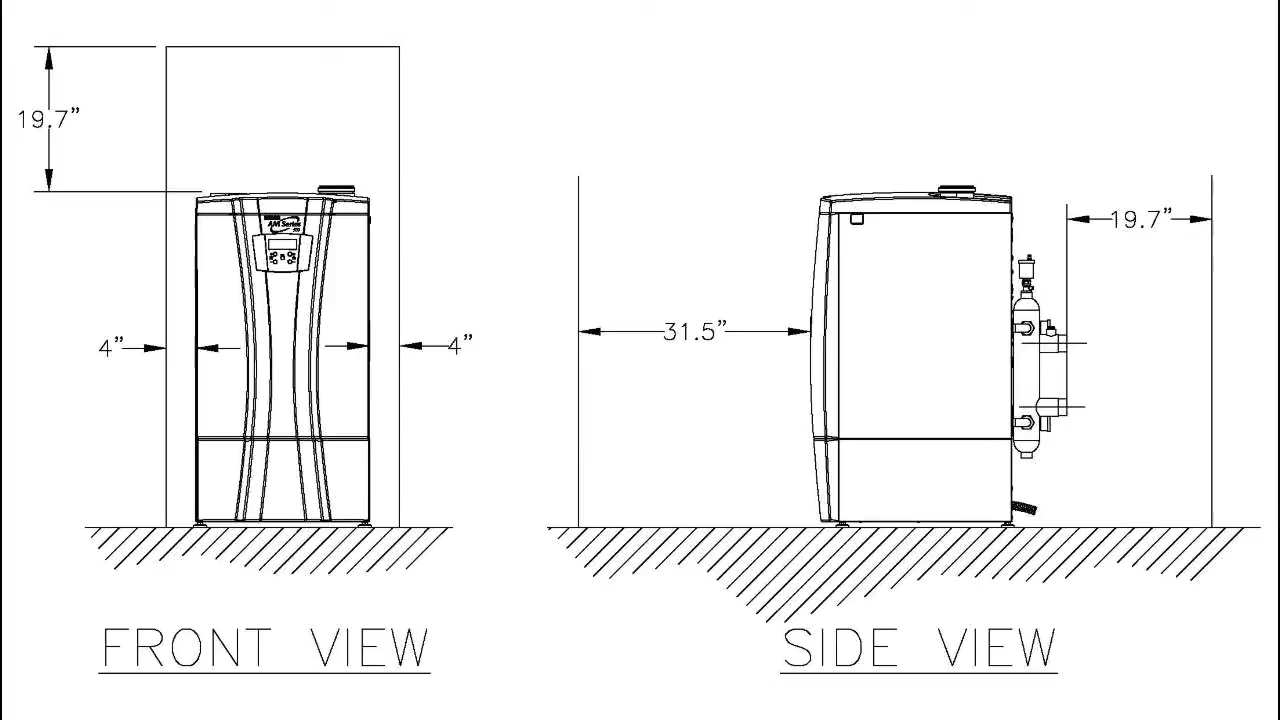 19.7”
AM Series
4”
4”
FRONT VIEW
19.7”
31.5”
SIDE VIEW